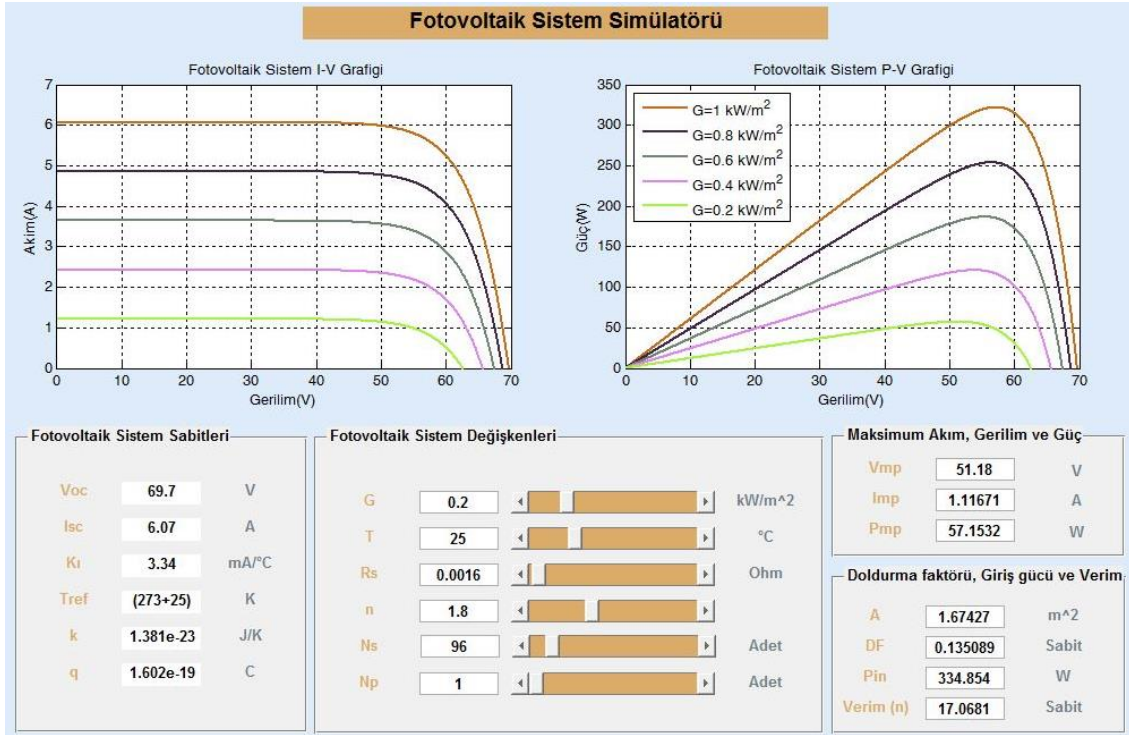 Fotovoltaik Sistem Simülatörü
Fotovoltaik Sistem I-V Grafigi
7
6
5
4
3
2
1
0
Akim(A)
0 10 20 30 40 50 60 70
Gerilim(V)
Fotovoltaik Sistem P-V Grafigi
350
300
250
200
150
100
50
0
Güç(W)
G=1 kW/m²
G=0.8 kW/m²
G=0.6 kW/m²
G=0.4 kW/m²
G=0.2 kW/m²
0 10 20 30 40 50 60 70
Gerilim(V)
Fotovoltaik Sistem Sabitleri
Voc 69.7 V
Isc 6.07 A
Kı 3.34 mA/°C
Tref (273+25) K
k 1.381e-23 J/K
q 1.602e-19 C
Fotovoltaik Sistem Değişkenleri
G 0.2 kW/m^2
T 25 °C
Rs 0.0016 Ohm
n 1.8
Ns 96 Adet
Np 1 Adet
Maksimum Akım, Gerilim ve Güç
Vmp 51.18 V
Imp 1.11671 A
Pmp 57.1532 W
Doldurma faktörü, Giriş gücü ve Verim
A 1.67427 m^2
DF 0.135089 Sabit
Pin 334.854 W
Verim (n) 17.0681 Sabit